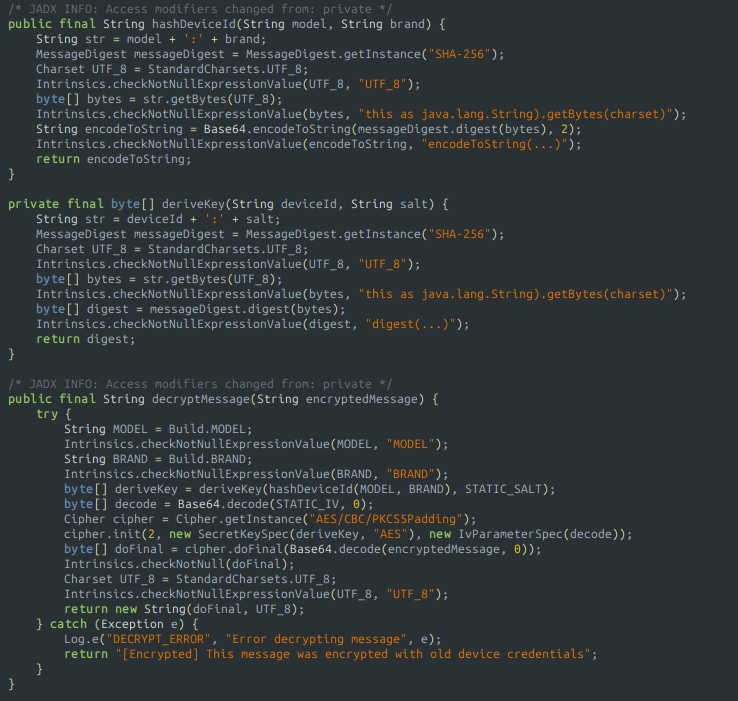 /* JADX INFO: Access modifiers changed from: private */
public final String hashDeviceId(String model, String brand) {
    String str = model + ':' + brand;
    MessageDigest messageDigest = MessageDigest.getInstance("SHA-256");
    Charset UTF_8 = StandardCharsets.UTF_8;
    Intrinsics.checkNotNullExpressionValue(UTF_8, "UTF_8");
    byte[] bytes = str.getBytes(UTF_8);
    Intrinsics.checkNotNullExpressionValue(bytes, "this as java.lang.String).getBytes(charset)");
    String encodeToString = Base64.encodeToString(messageDigest.digest(bytes), 2);
    Intrinsics.checkNotNullExpressionValue(encodeToString, "encodeToString(...)");
    return encodeToString;
}

private final byte[] deriveKey(String deviceId, String salt) {
    String str = deviceId + ':' + salt;
    MessageDigest messageDigest = MessageDigest.getInstance("SHA-256");
    Charset UTF_8 = StandardCharsets.UTF_8;
    Intrinsics.checkNotNullExpressionValue(UTF_8, "UTF_8");
    byte[] bytes = str.getBytes(UTF_8);
    Intrinsics.checkNotNullExpressionValue(bytes, "this as java.lang.String).getBytes(charset)");
    byte[] digest = messageDigest.digest(bytes);
    Intrinsics.checkNotNullExpressionValue(digest, "digest(...)");
    return digest;
}

/* JADX INFO: Access modifiers changed from: private */
public final String decryptMessage(String encryptedMessage) {
    try {
        String MODEL = Build.MODEL;
        Intrinsics.checkNotNullExpressionValue(MODEL, "MODEL");
        String BRAND = Build.BRAND;
        Intrinsics.checkNotNullExpressionValue(BRAND, "BRAND");
        byte[] deriveKey = deriveKey(hashDeviceId(MODEL, BRAND), STATIC_SALT);
        byte[] decode = Base64.decode(STATIC_IV, 0);
        Cipher cipher = Cipher.getInstance("AES/CBC/PKCS5Padding");
        cipher.init(2, new SecretKeySpec(deriveKey, "AES"), new IvParameterSpec(decode));
        byte[] doFinal = cipher.doFinal(Base64.decode(encryptedMessage, 0));
        Intrinsics.checkNotNull(doFinal);
        Charset UTF_8 = StandardCharsets.UTF_8;
        Intrinsics.checkNotNullExpressionValue(UTF_8, "UTF_8");
        return new String(doFinal, UTF_8);
    } catch (Exception e) {
        Log.e("DECRYPT_ERROR", "Error decrypting message", e);
        return "[Encrypted] This message was encrypted with old device credentials";
    }
}